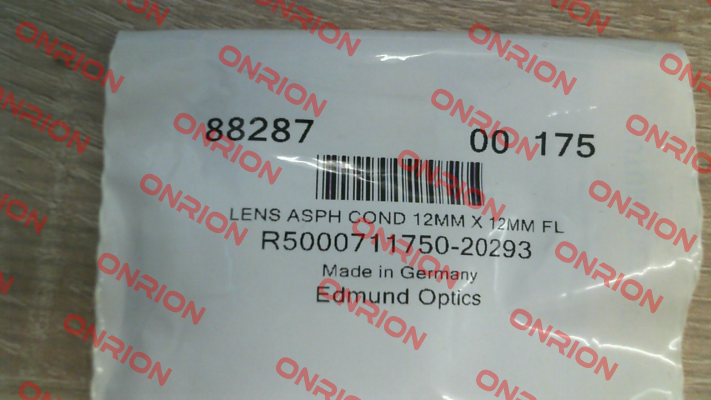 88287 00 175
LENS ASPH COND 12MM X 12MM FL
R5000711750-20293
Made in Germany
Edmund Optics
ONRION